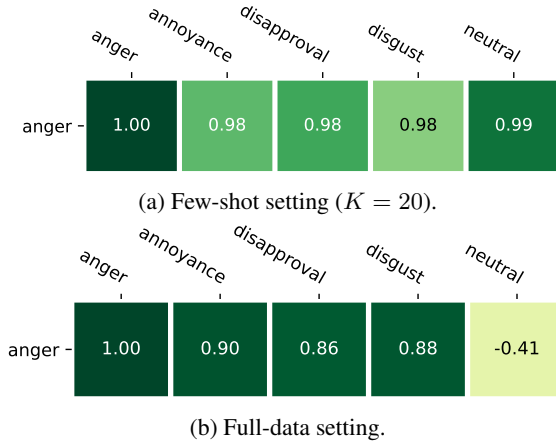 anger annoyance disapproval disgust neutral
anger 1.00 0.98 0.98 0.98 0.99
(a) Few-shot setting (K = 20).
anger annoyance disapproval disgust neutral
anger 1.00 0.90 0.86 0.88 -0.41
(b) Full-data setting.